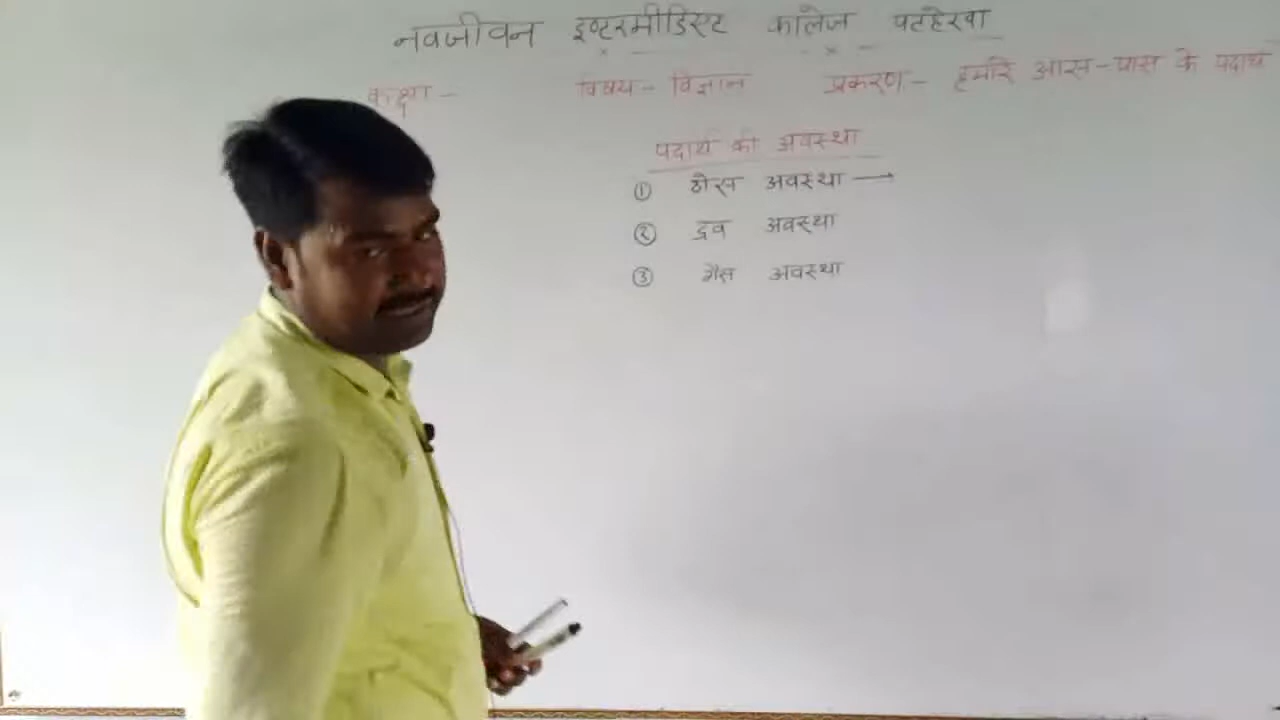 नवजीवन इण्टरमीडिएट कालेज पटहेरवा
कक्षा - विषय - विज्ञान प्रकरण - हमारे आस-पास के पदार्थ
पदार्थ की अवस्था
① ठोस अवस्था →
② द्रव अवस्था
③ गैस अवस्था